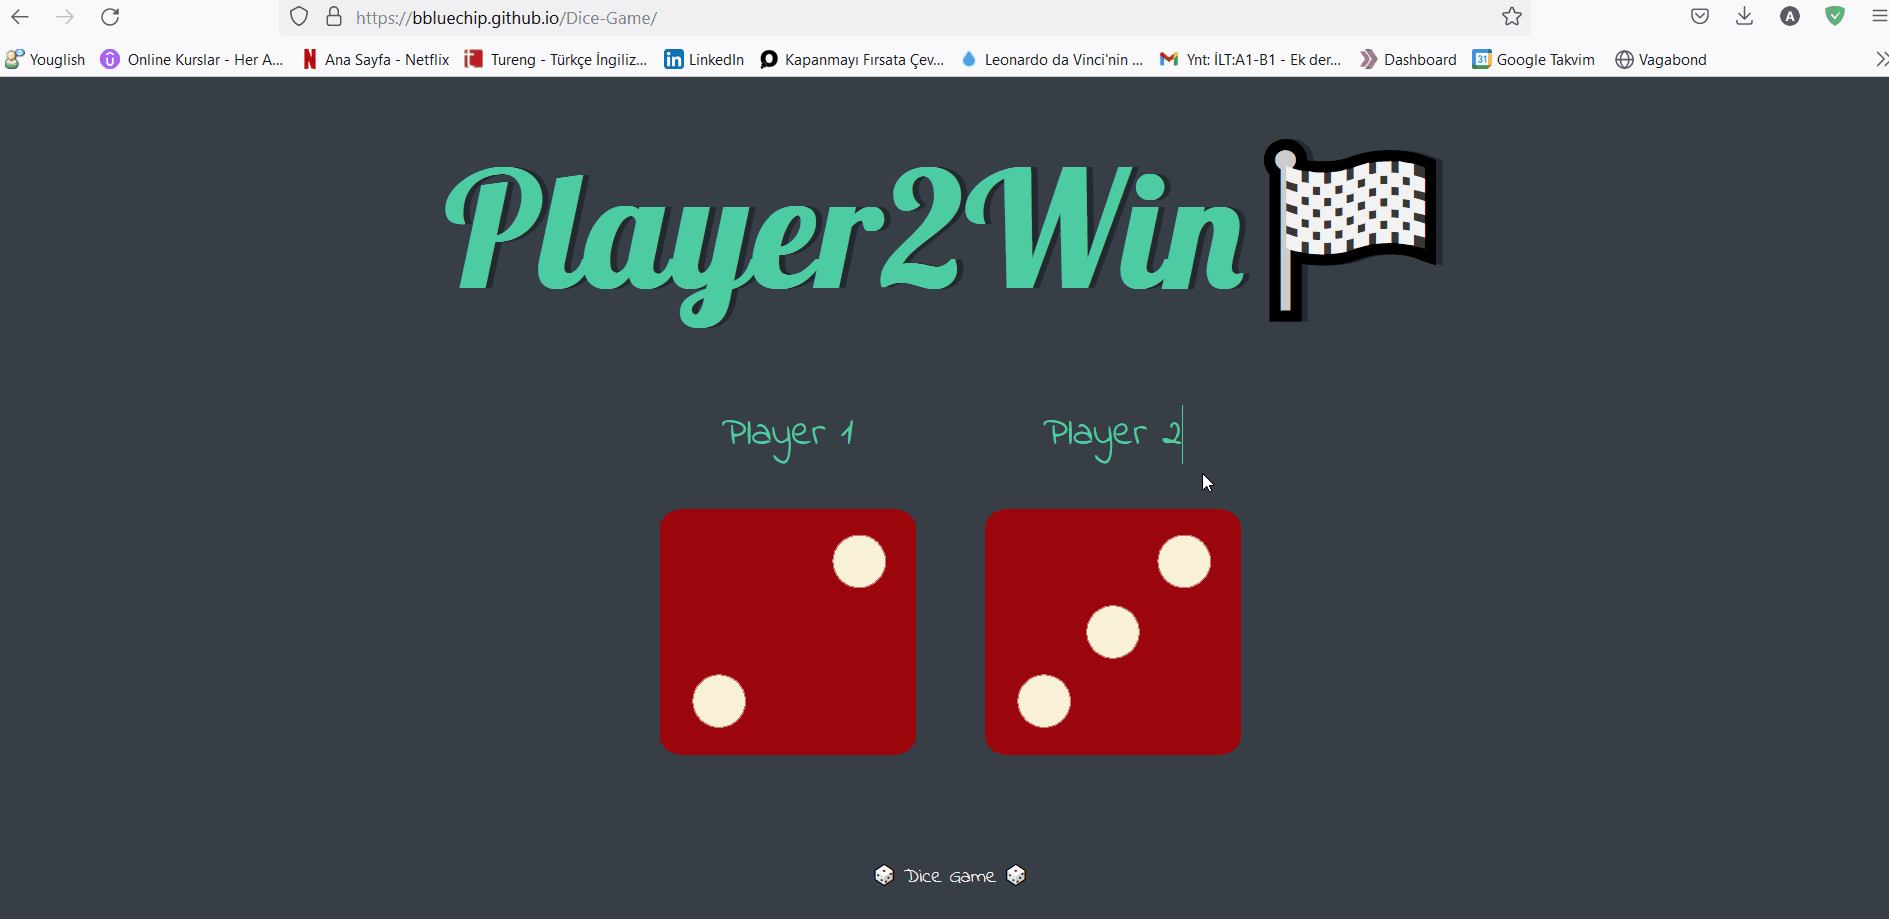 https://bbluechip.github.io/Dice-Game/
A
Youglish Online Kurslar - Her A... Ana Sayfa - Netflix Tureng - Türkçe İngiliz... LinkedIn Kapanmayı Fırsata Çev... Leonardo da Vinci'nin ... Ynt: İLT:A1-B1 - Ek der... Dashboard 31 Google Takvim Vagabond
Player2Win
Player 1 Player 2
Dice Game